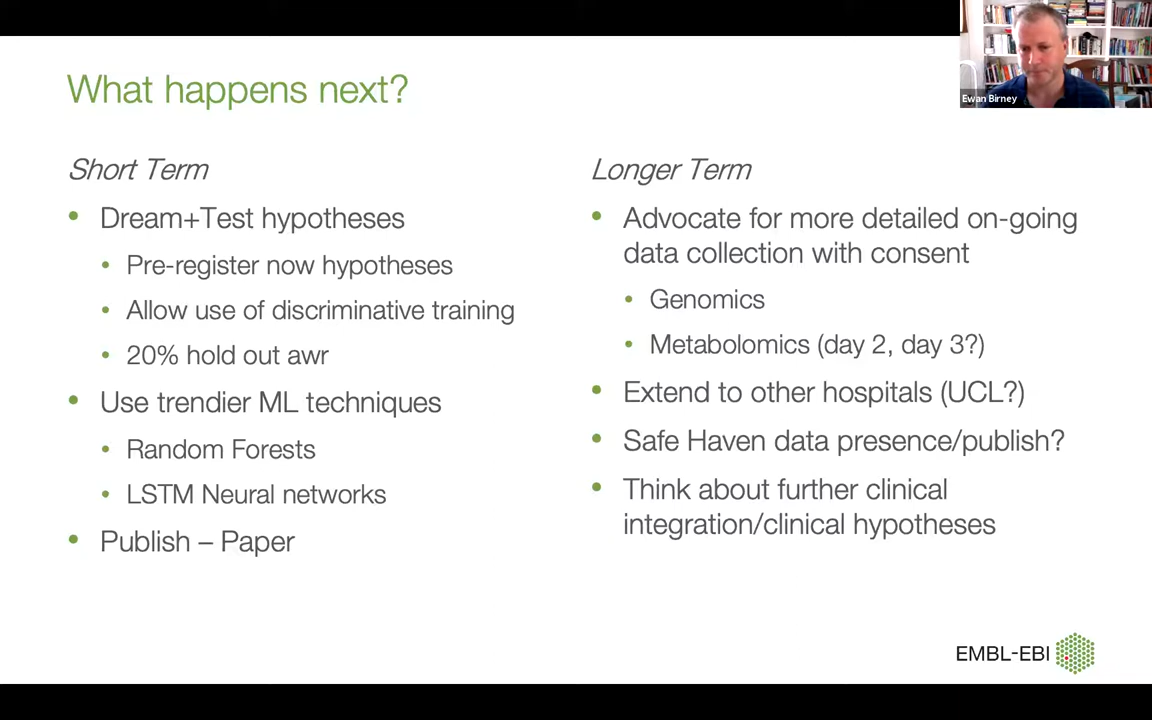 Ewan Birney
What happens next?
Short Term
Dream+Test hypotheses
Pre-register now hypotheses
Allow use of discriminative training
20% hold out awr
Use trendier ML techniques
Random Forests
LSTM Neural networks
Publish – Paper
Longer Term
Advocate for more detailed on-going
data collection with consent
Genomics
Metabolomics (day 2, day 3?)
Extend to other hospitals (UCL?)
Safe Haven data presence/publish?
Think about further clinical
integration/clinical hypotheses
EMBL-EBI